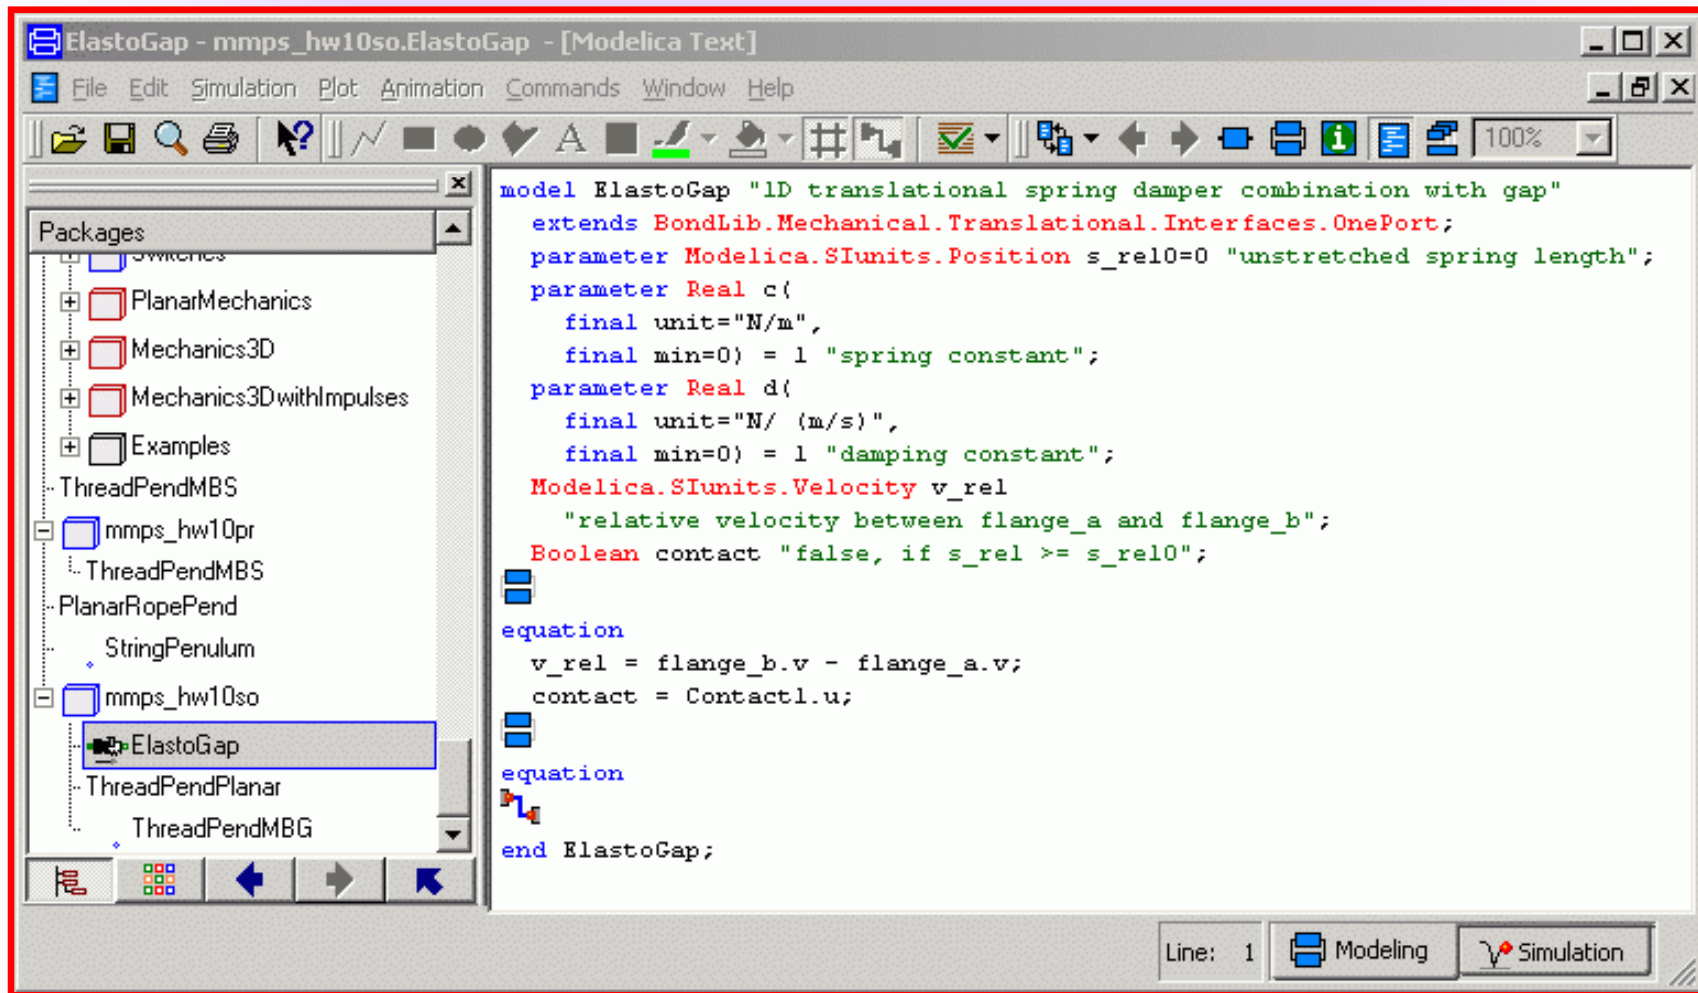 ElastoGap - mmps_hw10so.ElastoGap - [Modelica Text]
File Edit Simulation Plot Animation Commands Window Help
100%
Packages
Switches
PlanarMechanics
Mechanics3D
Mechanics3DwithImpulses
Examples
ThreadPendMBS
mmps_hw10pr
ThreadPendMBS
PlanarRopePend
StringPenulum
mmps_hw10so
ElastoGap
ThreadPendPlanar
ThreadPendMBG
model ElastoGap "1D translational spring damper combination with gap"
extends BondLib.Mechanical.Translational.Interfaces.OnePort;
parameter Modelica.SIunits.Position s_rel0=0 "unstretched spring length";
parameter Real c(
final unit="N/m",
final min=0) = 1 "spring constant";
parameter Real d(
final unit="N/ (m/s)",
final min=0) = 1 "damping constant";
Modelica.SIunits.Velocity v_rel
"relative velocity between flange_a and flange_b";
Boolean contact "false, if s_rel >= s_rel0";
equation
v_rel = flange_b.v - flange_a.v;
contact = Contact1.u;
equation
end ElastoGap;
Line: 1
Modeling
Simulation